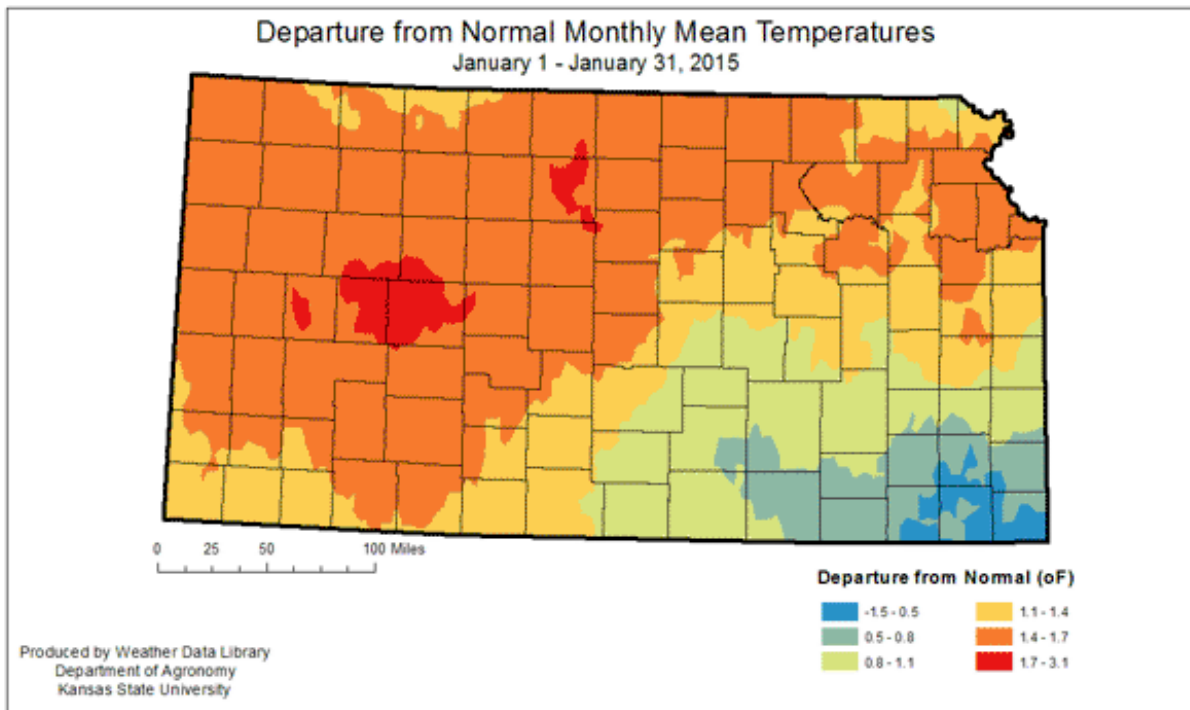 Departure from Normal Monthly Mean Temperatures
January 1 - January 31, 2015
0 25 50 100 Miles
Departure from Normal (oF)
-1.5 - 0.5
0.5 - 0.8
0.8 - 1.1
1.1 - 1.4
1.4 - 1.7
1.7 - 3.1
Produced by Weather Data Library
Department of Agronomy
Kansas State University